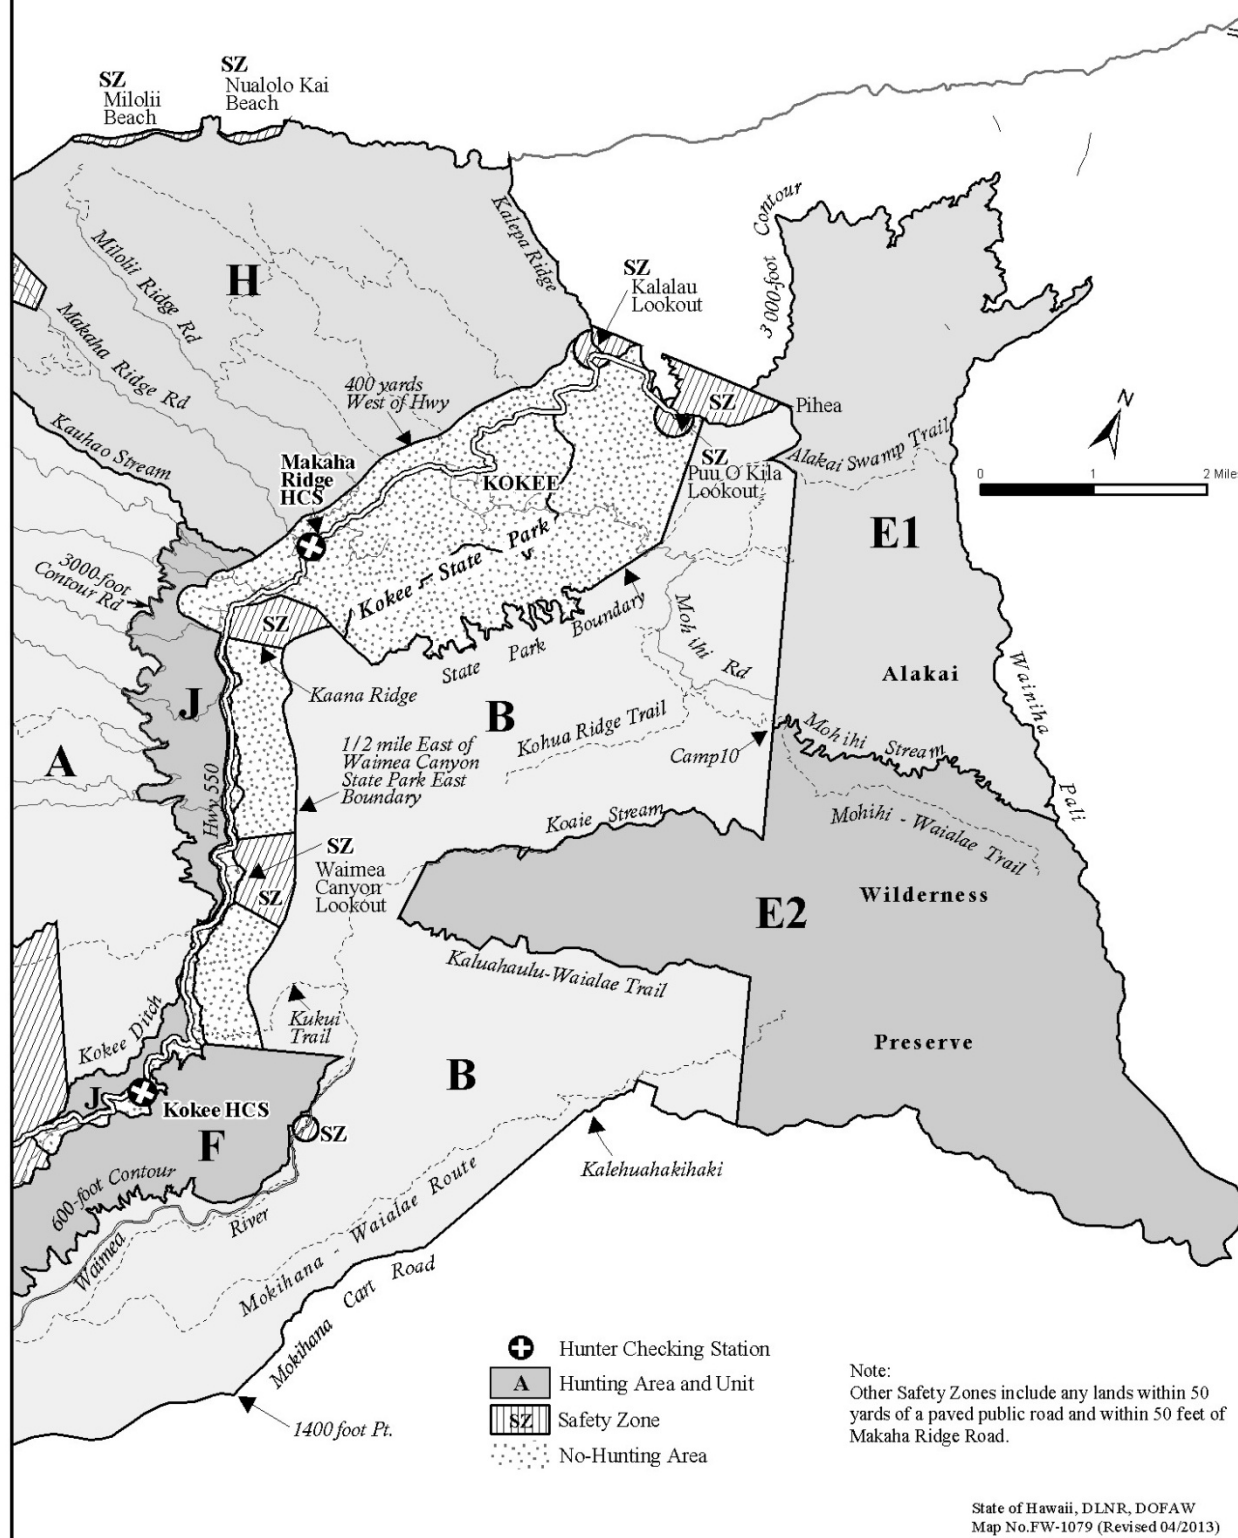 SZ
Milolii
Beach
SZ
Nualolo Kai
Beach
Kalepa Ridge
3000-foot Contour
H
Milolii Ridge Rd
Makaha Ridge Rd
SZ
Kalalau
Lookout
400 yards
West of Hwy
SZ
Pihea
N
Kauhao Stream
Makaha
Ridge
HCS
KOKEE
SZ
Puu O Kila
Lookout
Alakai Swamp Trail
0 1 2 Miles
E1
3000-foot
Contour Rd
Kokee State Park
SZ
State Park Boundary
Mohihi Rd
Kaana Ridge
Alakai
Wainiha Pali
J
B
Kohua Ridge Trail
Camp10
Mohihi Stream
A
1/2 mile East of
Waimea Canyon
State Park East
Boundary
Hwy 550
Koaie Stream
Mohihi - Waialae Trail
SZ
Waimea
Canyon
Lookout
SZ
E2
Wilderness
Kaluahaulu-Waialae Trail
Kukui
Trail
Kokee Ditch
Preserve
B
J
Kokee HCS
F
SZ
Kalehuahakihaki
600-foot Contour
Waimea River
Mokihana - Waialae Route
Mokihana Cart Road
1400 foot Pt.
Hunter Checking Station
A Hunting Area and Unit
SZ Safety Zone
No-Hunting Area
Note:
Other Safety Zones include any lands within 50
yards of a paved public road and within 50 feet of
Makaha Ridge Road.
State of Hawaii, DLNR, DOFAW
Map No.FW-1079 (Revised 04/2013)